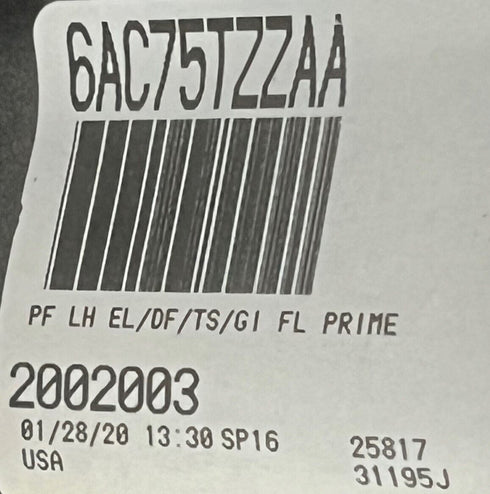 6AC75TZZAA
PF LH EL/DF/TS/GI FL PRIME
2002003
01/28/20 13:30 SP16
25817
USA
31195J